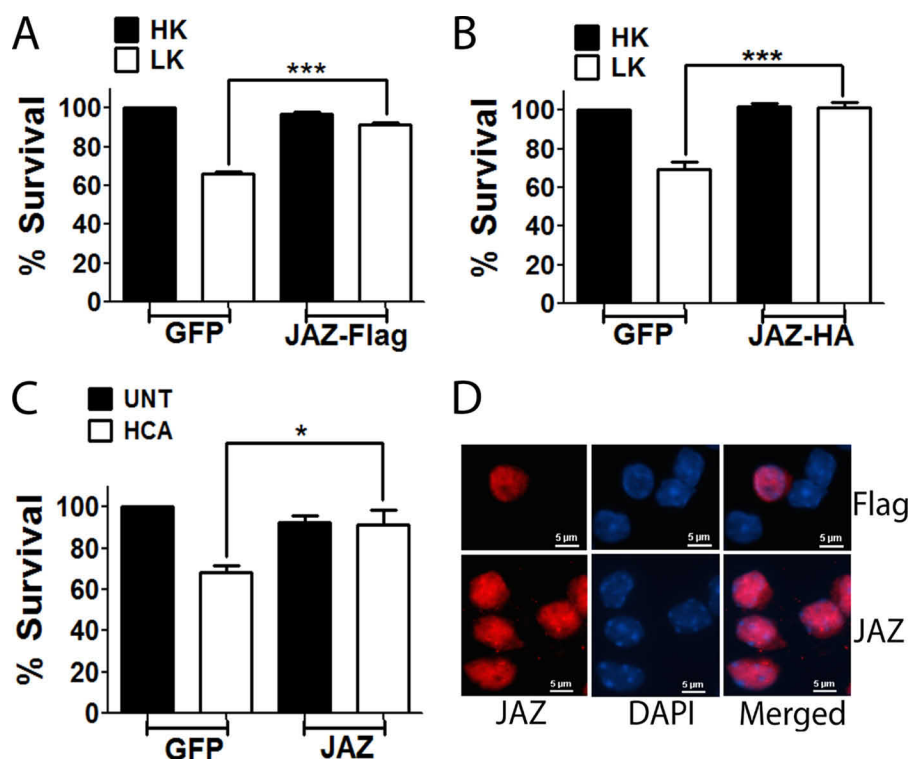 A
HK
LK
***
% Survival
100
80
60
40
20
0
GFP
JAZ-Flag
B
HK
LK
***
% Survival
100
80
60
40
20
0
GFP
JAZ-HA
C
UNT
HCA
*
% Survival
100
80
60
40
20
0
GFP
JAZ
D
5 µm
5 µm
5 µm
Flag
5 µm
5 µm
5 µm
JAZ
JAZ
DAPI
Merged